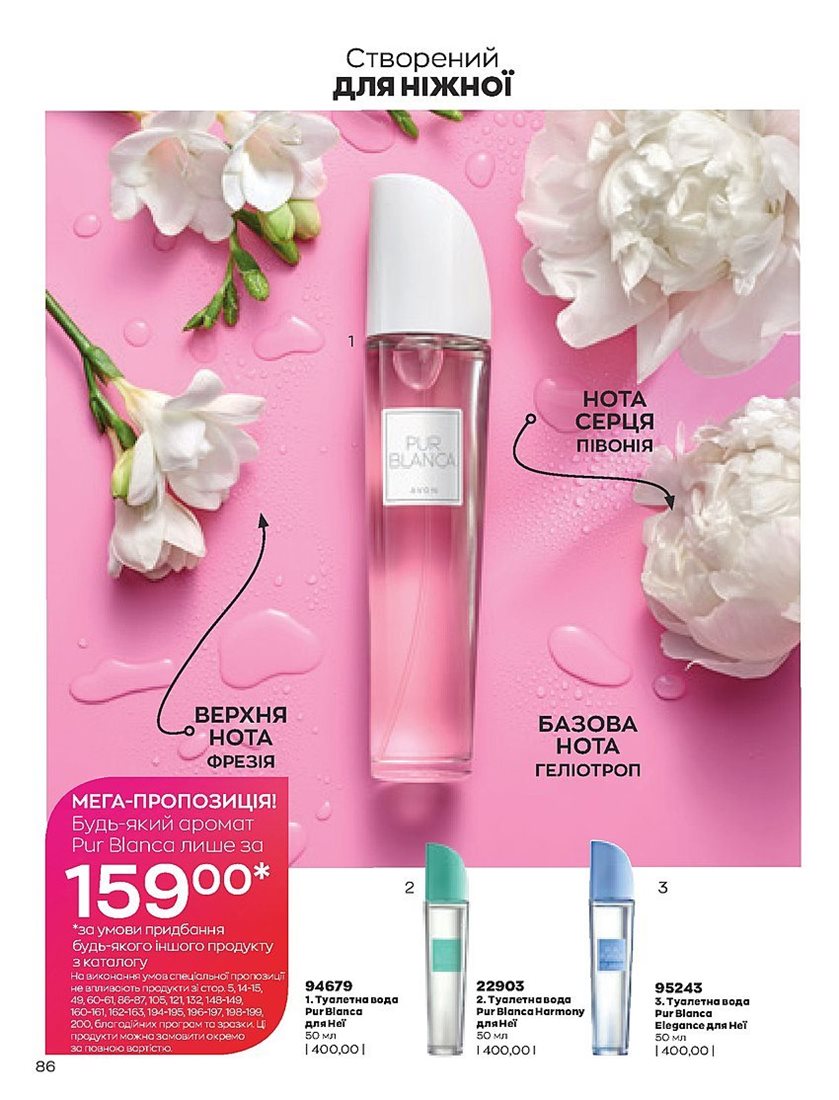 Створений
ДЛЯ НІЖНОЇ
1
PUR
BLANCA
AVON
НОТА
СЕРЦЯ
ПІВОНІЯ
ВЕРХНЯ
НОТА
ФРЕЗІЯ
БАЗОВА
НОТА
ГЕЛІОТРОП
МЕГА-ПРОПОЗИЦІЯ!
Будь-який аромат
Pur Blanca лише за
159⁰⁰*
*за умови придбання
будь-якого іншого продукту
з каталогу
На виконання умов спеціальної пропозиції
не впливають продукти зі стор. 5, 14-15,
49, 60-61, 86-87, 105, 121, 132, 148-149,
160-161, 162-163, 194-195, 196-197, 198-199,
200, благодійних програм та зразки. Ці
продукти можна замовити окремо
за повною вартістю.
2
3
94679
1. Туалетна вода
Pur Blanca
для Неї
50 мл
| 400,00 |
22903
2. Туалетна вода
Pur Blanca Harmony
для Неї
50 мл
| 400,00 |
95243
3. Туалетна вода
Pur Blanca
Elegance для Неї
50 мл
| 400,00 |
86